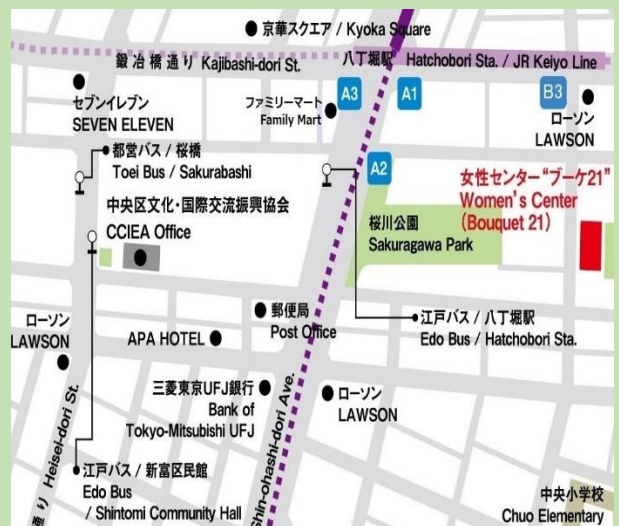 京華スクエア / Kyoka Square
鍛冶橋通り Kajibashi-dori St.
八丁堀駅 Hatchobori Sta. / JR Keiyo Line
セブンイレブン
SEVEN ELEVEN
ファミリーマート
Family Mart
A3
A1
B3
ローソン
LAWSON
都営バス / 桜橋
Toei Bus / Sakurabashi
A2
女性センター“ブーケ21”
Women's Center
(Bouquet 21)
中央区文化・国際交流振興協会
CCIEA Office
桜川公園
Sakuragawa Park
郵便局
Post Office
江戸バス / 八丁堀駅
Edo Bus / Hatchobori Sta.
ローソン
LAWSON
APA HOTEL
三菱東京UFJ銀行
Bank of
Tokyo-Mitsubishi UFJ
ローソン
LAWSON
通り Heisei-dori St.
Shin-ohashi-dori Ave.
江戸バス / 新富区民館
Edo Bus
/ Shintomi Community Hall
中央小学校
Chuo Elementary